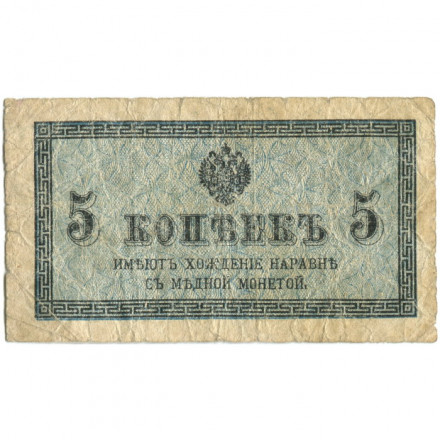 5 КОПѢЕКЪ 5
ИМѢЮТЪ ХОЖДЕНІЕ НАРАВНѢ
СЪ МѢДНОЙ МОНЕТОЙ.